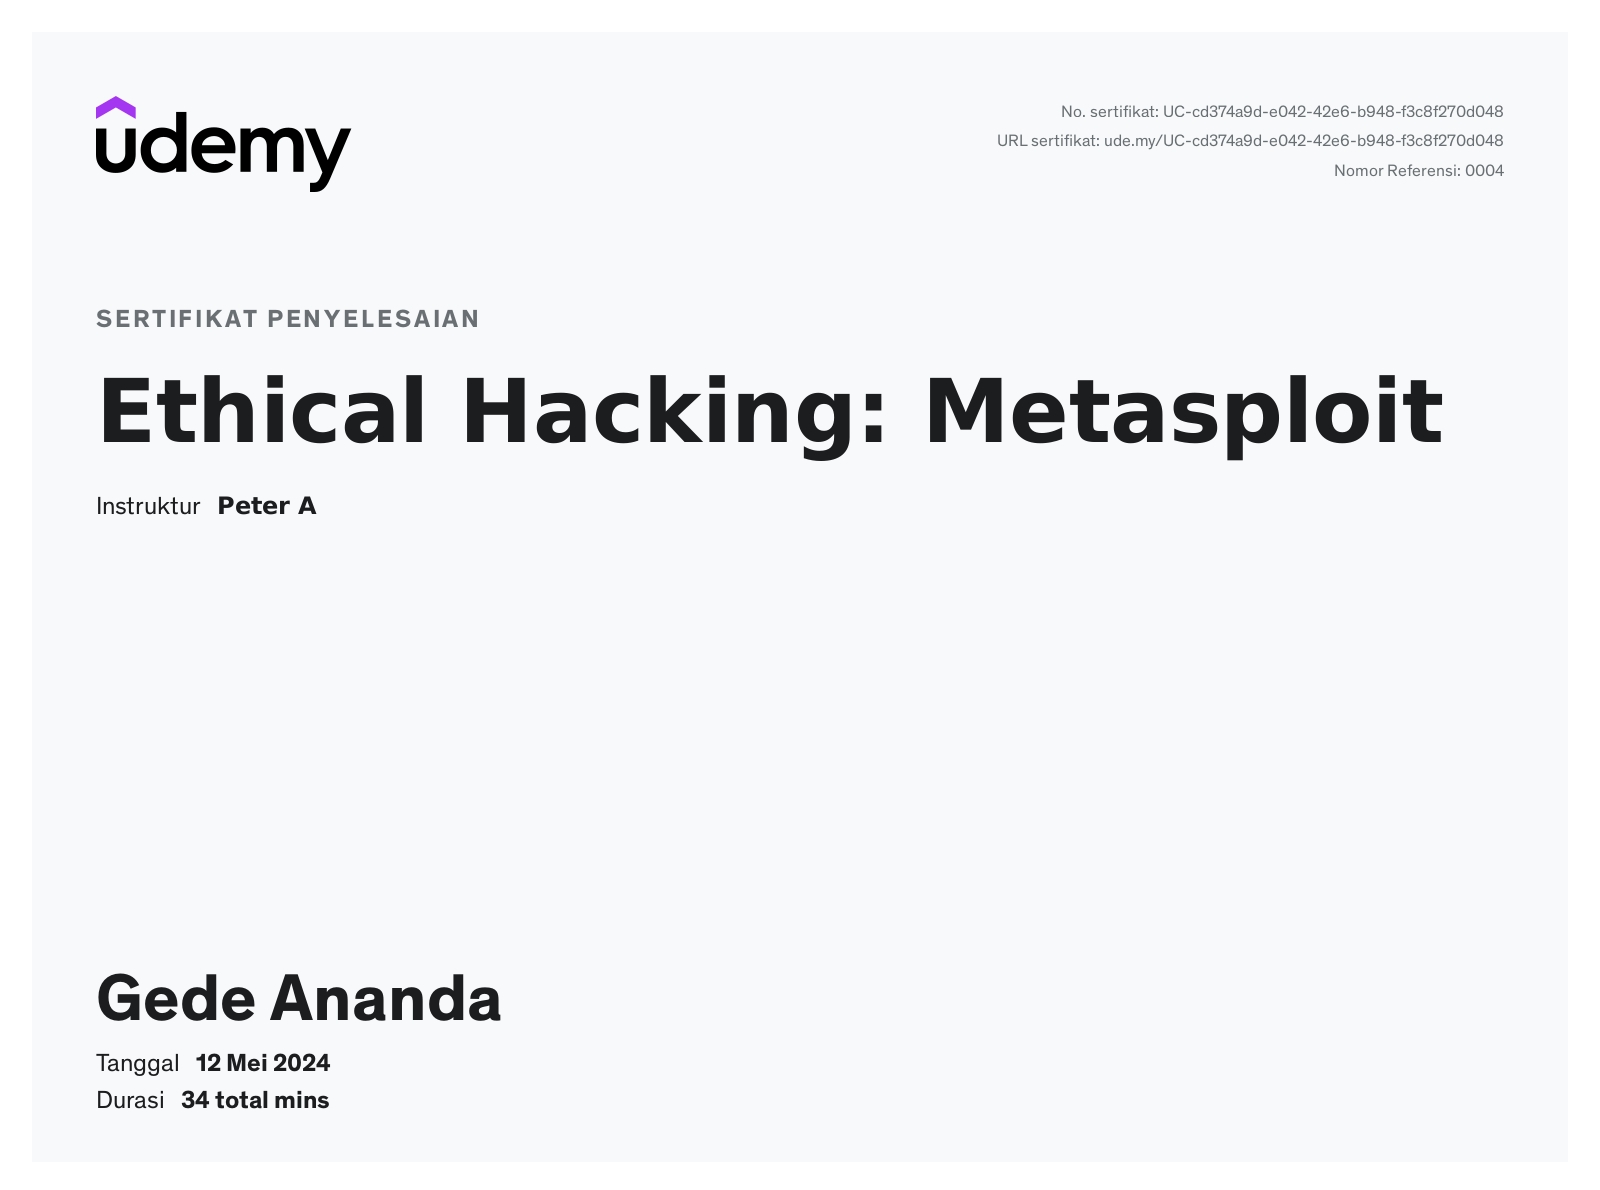 udemy
No. sertifikat: UC-cd374a9d-e042-42e6-b948-f3c8f270d048
URL sertifikat: ude.my/UC-cd374a9d-e042-42e6-b948-f3c8f270d048
Nomor Referensi: 0004
SERTIFIKAT PENYELESAIAN
Ethical Hacking: Metasploit
Instruktur Peter A
Gede Ananda
Tanggal 12 Mei 2024
Durasi 34 total mins